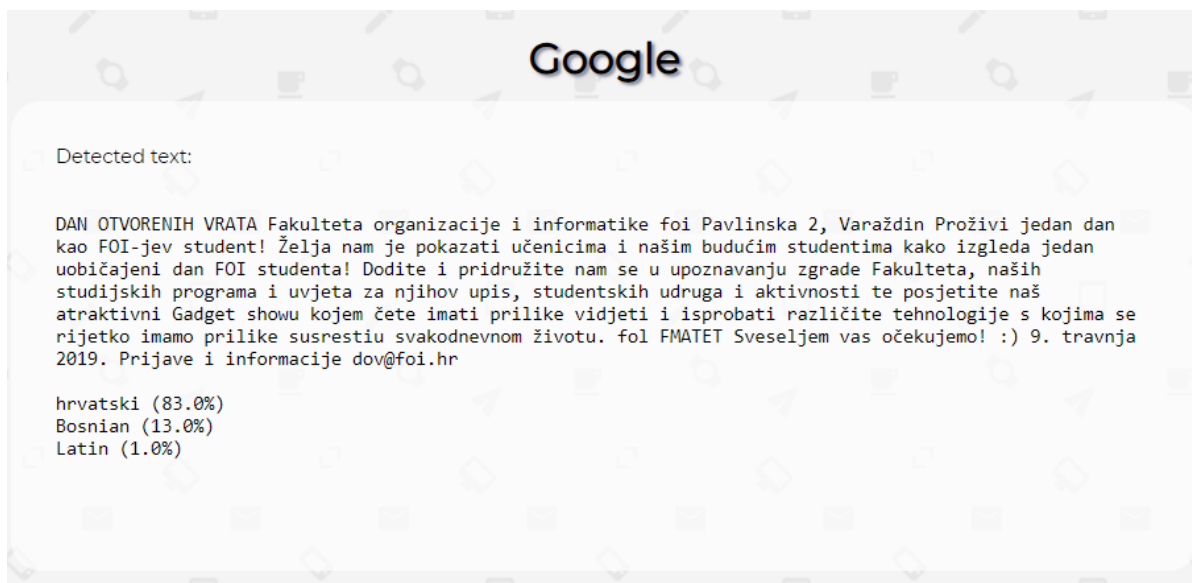 Google
Detected text:
DAN OTVORENIH VRATA Fakulteta organizacije i informatike foi Pavlinska 2, Varaždin Proživi jedan dan
kao FOI-jev student! Želja nam je pokazati učenicima i našim budućim studentima kako izgleda jedan
uobičajeni dan FOI studenta! Dodite i pridružite nam se u upoznavanju zgrade Fakulteta, naših
studijskih programa i uvjeta za njihov upis, studentskih udruga i aktivnosti te posjetite naš
atraktivni Gadget showu kojem čete imati prilike vidjeti i isprobati različite tehnologije s kojima se
rijetko imamo prilike susrestiu svakodnevnom životu. fol FMATET Sveseljem vas očekujemo! :) 9. travnja
2019. Prijave i informacije dov@foi.hr
hrvatski (83.0%)
Bosnian (13.0%)
Latin (1.0%)